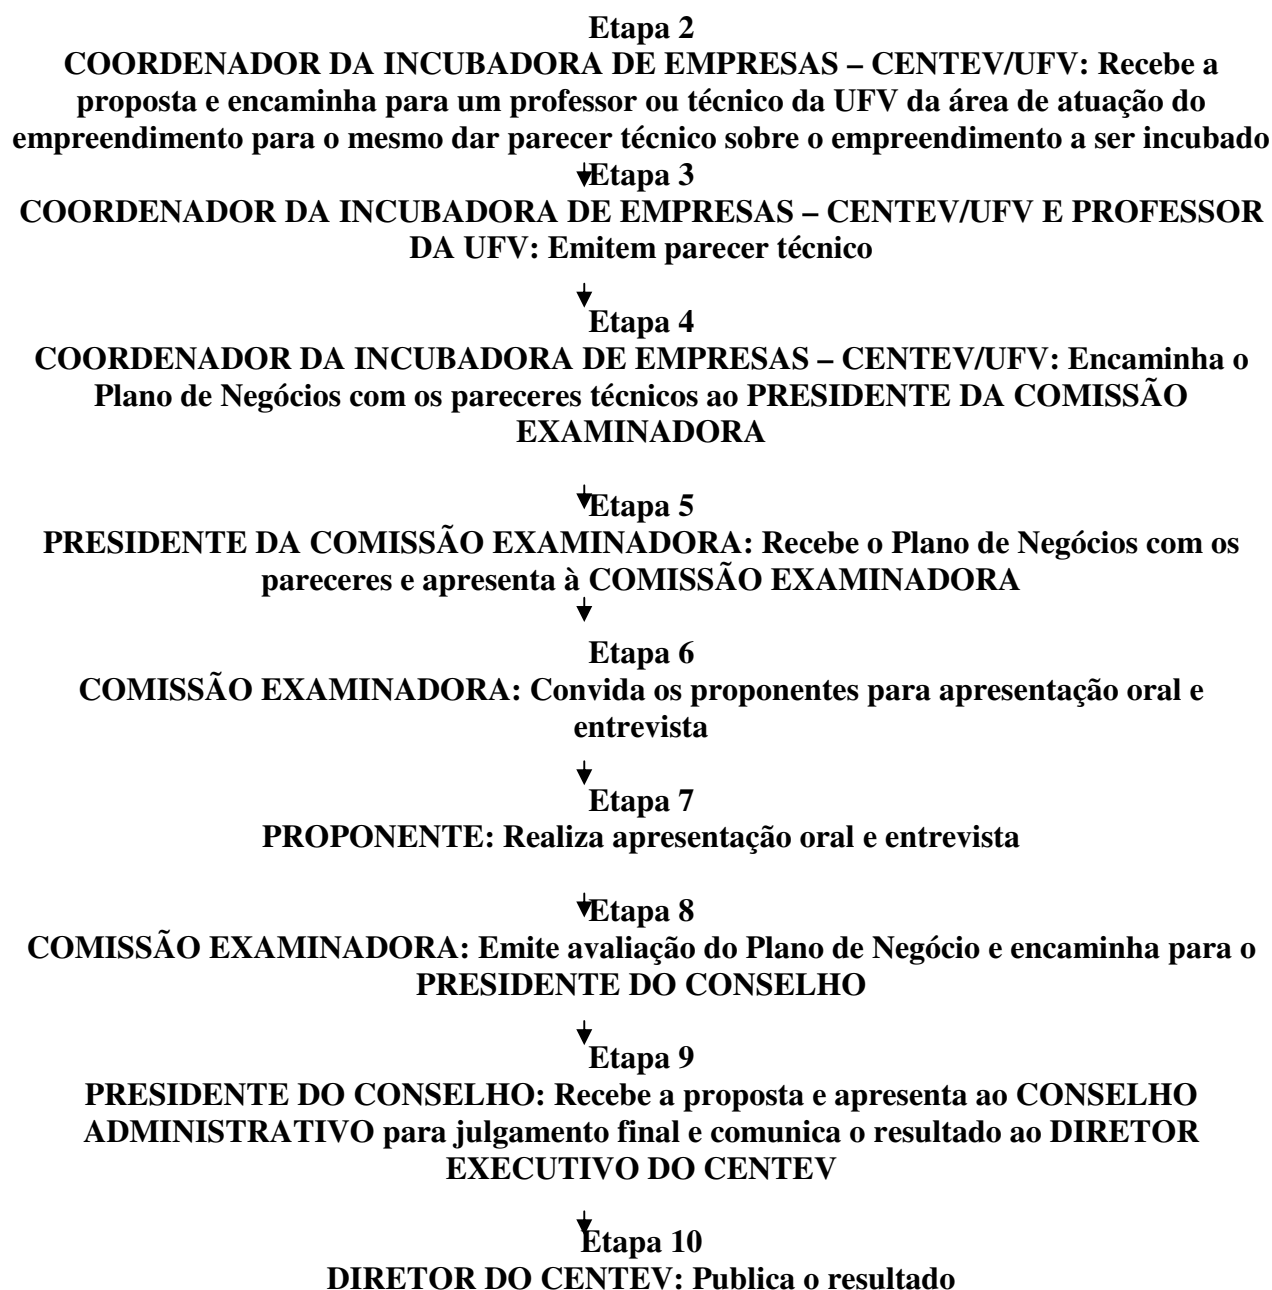 Etapa 2
COORDENADOR DA INCUBADORA DE EMPRESAS – CENTEV/UFV: Recebe a
proposta e encaminha para um professor ou técnico da UFV da área de atuação do
empreendimento para o mesmo dar parecer técnico sobre o empreendimento a ser incubado
Etapa 3
COORDENADOR DA INCUBADORA DE EMPRESAS – CENTEV/UFV E PROFESSOR
DA UFV: Emitem parecer técnico
Etapa 4
COORDENADOR DA INCUBADORA DE EMPRESAS – CENTEV/UFV: Encaminha o
Plano de Negócios com os pareceres técnicos ao PRESIDENTE DA COMISSÃO
EXAMINADORA
Etapa 5
PRESIDENTE DA COMISSÃO EXAMINADORA: Recebe o Plano de Negócios com os
pareceres e apresenta à COMISSÃO EXAMINADORA
Etapa 6
COMISSÃO EXAMINADORA: Convida os proponentes para apresentação oral e
entrevista
Etapa 7
PROPONENTE: Realiza apresentação oral e entrevista
Etapa 8
COMISSÃO EXAMINADORA: Emite avaliação do Plano de Negócio e encaminha para o
PRESIDENTE DO CONSELHO
Etapa 9
PRESIDENTE DO CONSELHO: Recebe a proposta e apresenta ao CONSELHO
ADMINISTRATIVO para julgamento final e comunica o resultado ao DIRETOR
EXECUTIVO DO CENTEV
Etapa 10
DIRETOR DO CENTEV: Publica o resultado